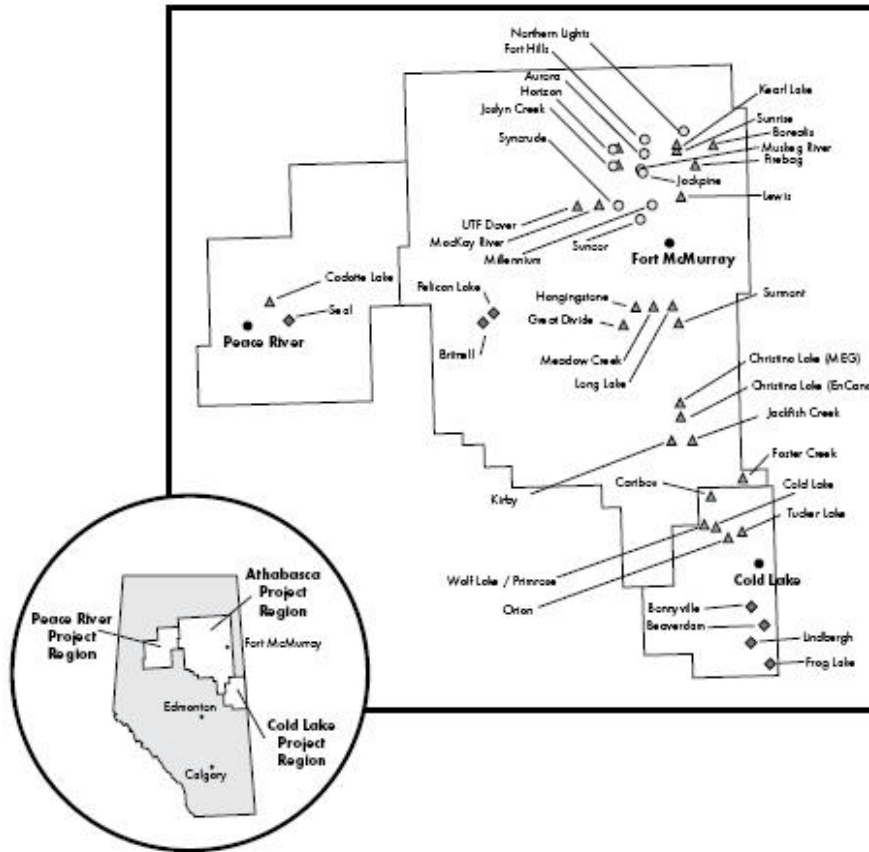 Northern Lights
Fort Hills
Aurora
Horizon
Joslyn Creek
Syncrude
Kearl Lake
Sunrise
Borealis
Muskeg River
Firebag
Jackpine
Lewis
UTF Dover
MacKay River
Millennium
Suncor
Fort McMurray
Cadotte Lake
Seal
Peace River
Pelican Lake
Britnell
Hangingstone
Great Divide
Meadow Creek
Long Lake
Surmont
Christina Lake (MEG)
Christina Lake (EnCana
Jackfish Creek
Kirby
Foster Creek
Caribou
Cold Lake
Tucker Lake
Wolf Lake / Primrose
Orion
Cold Lake
Bonnyville
Beaverdam
Lindbergh
Frog Lake
Athabasca
Project
Region
Peace River
Project
Region
Fort McMurray
Edmonton
Cold Lake
Project
Region
Calgary